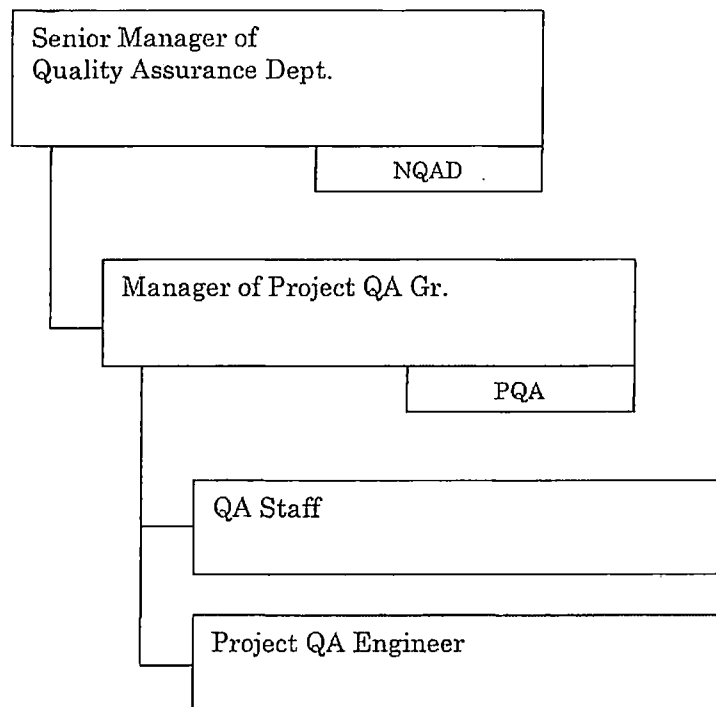 Senior Manager of
Quality Assurance Dept.
NQAD
Manager of Project QA Gr.
PQA
QA Staff
Project QA Engineer